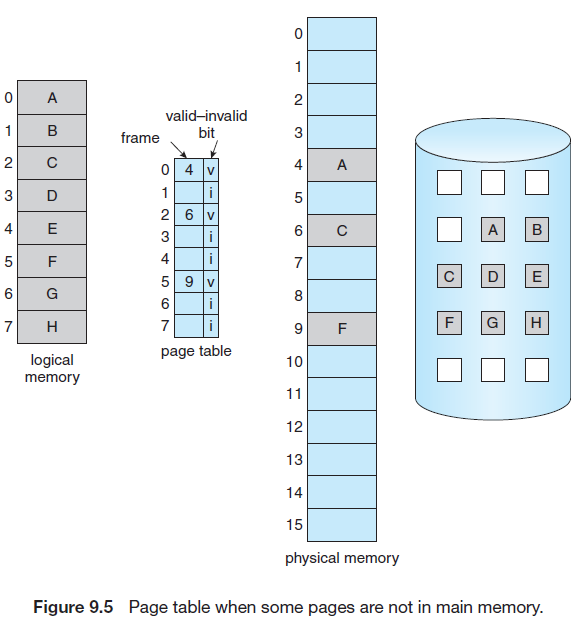 0 A
1 B
2 C
3 D
4 E
5 F
6 G
7 H
logical
memory
valid–invalid
bit
frame
0 4 v
1 i
2 6 v
3 i
4 i
5 9 v
6 i
7 i
page table
0
1
2
3
4 A
5
6 C
7
8
9 F
10
11
12
13
14
15
physical memory
A B
C D E
F G H
Figure 9.5 Page table when some pages are not in main memory.